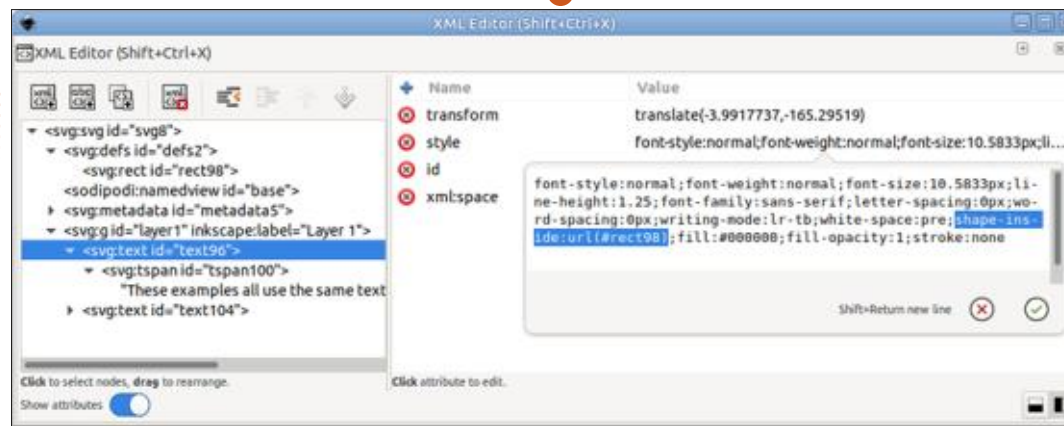 XML Editor (Shift+Ctrl+X)
XML Editor (Shift+Ctrl+X)
Name Value
transform translate(-3.9917737,-165.29519)
style font-style:normal;font-weight:normal;font-size:10.5833px;li...
id
xml:space
<svg:svg id="svg8">
<svg:defs id="defs2">
<svg:rect id="rect98">
<sodipodi:namedview id="base">
<svg:metadata id="metadata5">
<svg:g id="layer1" inkscape:label="Layer 1">
<svg:text id="text96">
<svg:tspan id="tspan100">
"These examples all use the same text
<svg:text id="text104">
font-style:normal;font-weight:normal;font-size:10.5833px;li-
ne-height:1.25;font-family:sans-serif;letter-spacing:0px;wo-
rd-spacing:0px;writing-mode:lr-tb;white-space:pre;shape-ins-
ide:url(#rect98);fill:#000000;fill-opacity:1;stroke:none
Shift+Return new line
Click to select nodes, drag to rearrange.
Click attribute to edit.
Show attributes